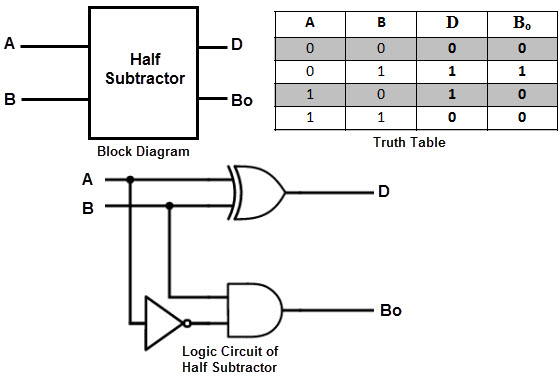 A
B
Half
Subtractor
D
Bo
Block Diagram
A B D Bₒ
0 0 0 0
0 1 1 1
1 0 1 0
1 1 0 0
Truth Table
A
B
D
Bo
Logic Circuit of
Half Subtractor